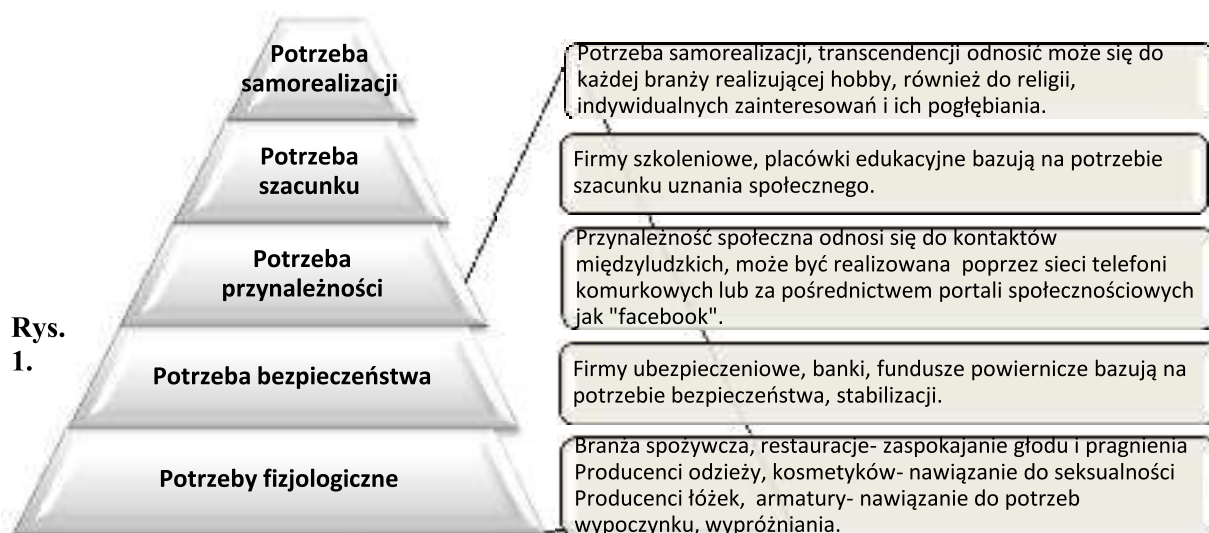 Potrzeba
samorealizacji
Potrzeba samorealizacji, transcendencji odnosić może się do
każdej branży realizującej hobby, również do religii,
indywidualnych zainteresowań i ich pogłębiania.
Potrzeba
szacunku
Firmy szkoleniowe, placówki edukacyjne bazują na potrzebie
szacunku uznania społecznego.
Potrzeba
przynależności
Przynależność społeczna odnosi się do kontaktów
międzyludzkich, może być realizowana poprzez sieci telefoni
komurkowych lub za pośrednictwem portali społecznościowych
jak "facebook".
Rys.
1.
Potrzeba bezpieczeństwa
Firmy ubezpieczeniowe, banki, fundusze powiernicze bazują na
potrzebie bezpieczeństwa, stabilizacji.
Potrzeby fizjologiczne
Branża spożywcza, restauracje- zaspokajanie głodu i pragnienia
Producenci odzieży, kosmetyków- nawiązanie do seksualności
Producenci łóżek, armatury- nawiązanie do potrzeb
wypoczynku, wypróżniania.